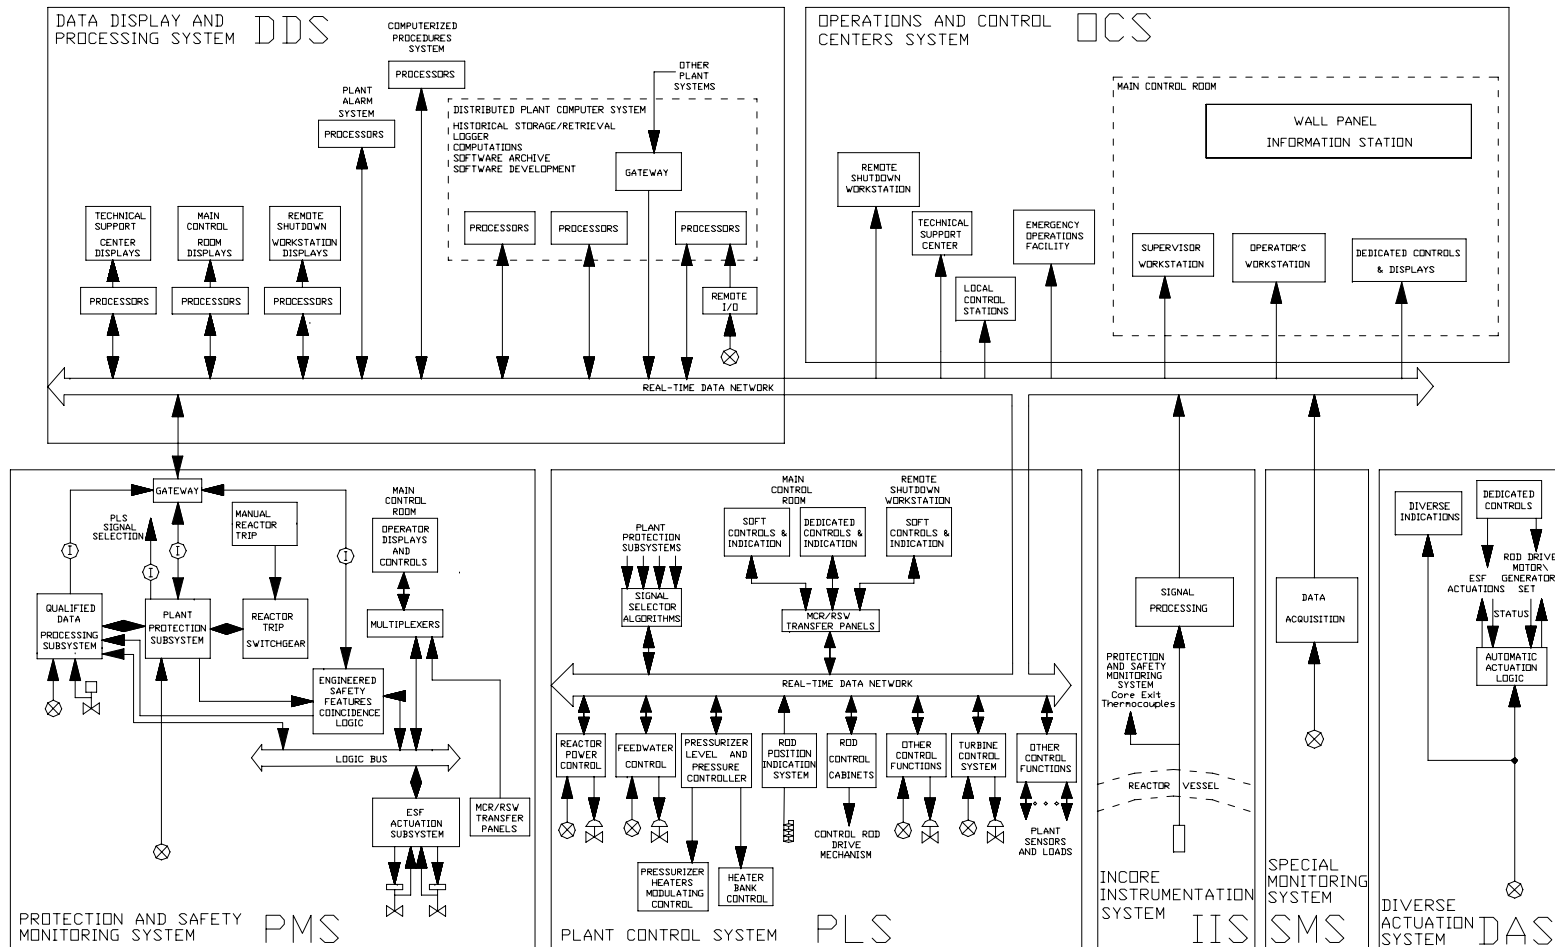 DATA DISPLAY AND
PROCESSING SYSTEM DDS
COMPUTERIZED
PROCEDURES
SYSTEM
PROCESSORS
PLANT
ALARM
SYSTEM
PROCESSORS
OTHER
PLANT
SYSTEMS
DISTRIBUTED PLANT COMPUTER SYSTEM
HISTORICAL STORAGE/RETRIEVAL
LOGGER
COMPUTATIONS
SOFTWARE ARCHIVE
SOFTWARE DEVELOPMENT
GATEWAY
PROCESSORS
PROCESSORS
PROCESSORS
TECHNICAL
SUPPORT
CENTER
DISPLAYS
MAIN
CONTROL
ROOM
DISPLAYS
REMOTE
SHUTDOWN
WORKSTATION
DISPLAYS
PROCESSORS
PROCESSORS
PROCESSORS
REMOTE
I/O
OPERATIONS AND CONTROL
CENTERS SYSTEM OCS
MAIN CONTROL ROOM
WALL PANEL
INFORMATION STATION
REMOTE
SHUTDOWN
WORKSTATION
TECHNICAL
SUPPORT
CENTER
EMERGENCY
OPERATIONS
FACILITY
LOCAL
CONTROL
STATIONS
SUPERVISOR
WORKSTATION
OPERATOR'S
WORKSTATION
DEDICATED CONTROLS
& DISPLAYS
REAL-TIME DATA NETWORK
GATEWAY
PLS
SIGNAL
SELECTION
MANUAL
REACTOR
TRIP
MAIN
CONTROL
ROOM
OPERATOR
DISPLAYS
AND
CONTROLS
I
I
I
I
QUALIFIED
DATA
PROCESSING
SUBSYSTEM
PLANT
PROTECTION
SUBSYSTEM
REACTOR
TRIP
SWITCHGEAR
MULTIPLEXERS
ENGINEERED
SAFETY
FEATURES
COINCIDENCE
LOGIC
LOGIC BUS
ESF
ACTUATION
SUBSYSTEM
MCR/RSW
TRANSFER
PANELS
PROTECTION AND SAFETY
MONITORING SYSTEM PMS
PLANT
PROTECTION
SUBSYSTEMS
SIGNAL
SELECTOR
ALGORITHMS
MAIN
CONTROL
ROOM
REMOTE
SHUTDOWN
WORKSTATION
SOFT
CONTROLS &
INDICATION
DEDICATED
CONTROLS &
INDICATION
SOFT
CONTROLS &
INDICATION
MCR/RSW
TRANSFER PANELS
REAL-TIME DATA NETWORK
REACTOR
POWER
CONTROL
FEEDWATER
CONTROL
PRESSURIZER
LEVEL AND
PRESSURE
CONTROLLER
ROD
POSITION
INDICATION
SYSTEM
ROD
CONTROL
CABINETS
OTHER
CONTROL
FUNCTIONS
TURBINE
CONTROL
SYSTEM
OTHER
CONTROL
FUNCTIONS
CONTROL ROD
DRIVE
MECHANISM
PLANT
SENSORS
AND LOADS
PRESSURIZER
HEATERS
MODULATING
CONTROL
HEATER
BANK
CONTROL
PLANT CONTROL SYSTEM PLS
SIGNAL
PROCESSING
PROTECTION
AND SAFETY
MONITORING
SYSTEM
Core Exit
Thermocouples
REACTOR VESSEL
INCORE
INSTRUMENTATION
SYSTEM IIS
DATA
ACQUISITION
SPECIAL
MONITORING
SYSTEM
SMS
DIVERSE
INDICATIONS
DEDICATED
CONTROLS
ESF
ACTUATIONS
ROD DRIVE
MOTOR\
GENERATOR
SET
STATUS
AUTOMATIC
ACTUATION
LOGIC
DIVERSE
ACTUATION
SYSTEM DAS